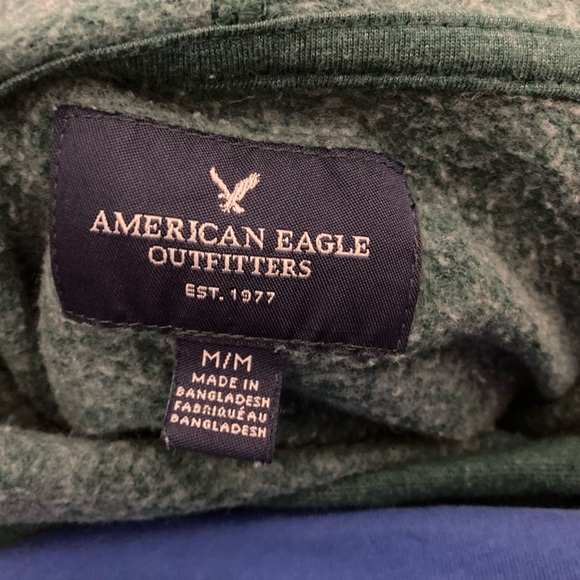 AMERICAN EAGLE
OUTFITTERS
EST. 1977
M/M
MADE IN
BANGLADESH
FABRIQUÉ AU
BANGLADESH